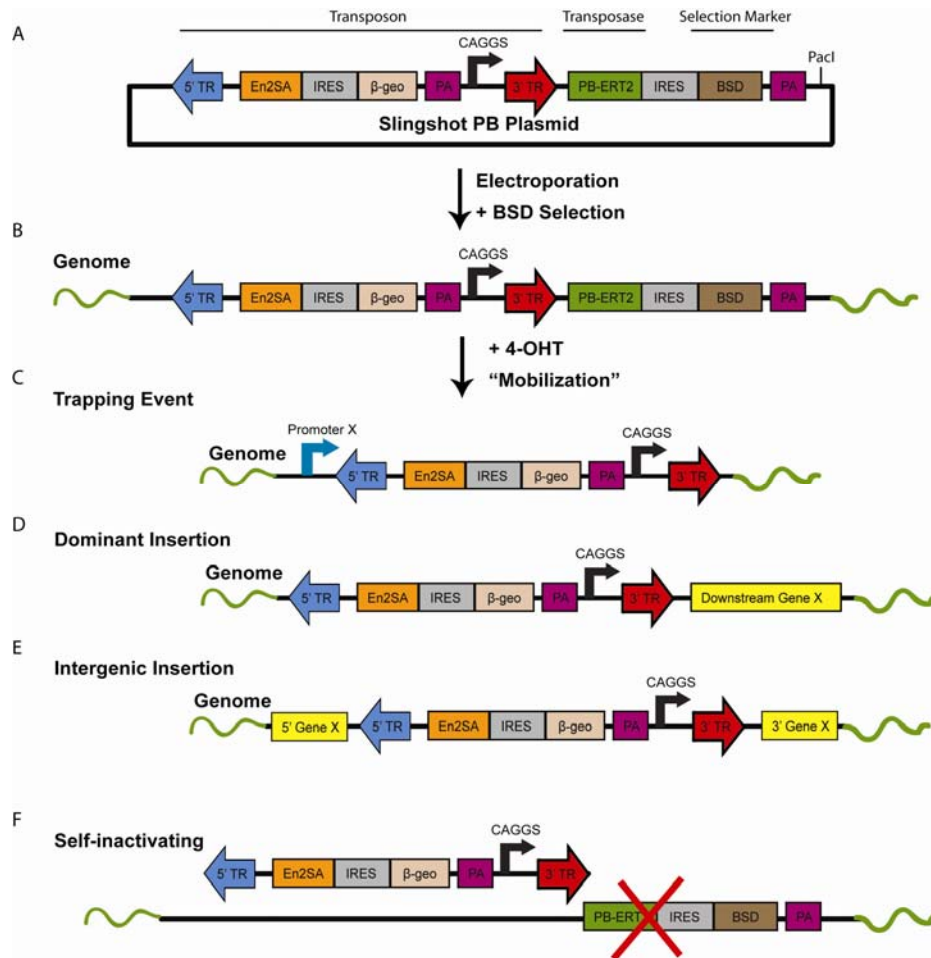 Transposon Transposase Selection Marker
A
CAGGS
PacI
5' TR En2SA IRES β-geo PA 3' TR PB-ERT2 IRES BSD PA
Slingshot PB Plasmid
Electroporation
+ BSD Selection
B
CAGGS
Genome
5' TR En2SA IRES β-geo PA 3' TR PB-ERT2 IRES BSD PA
+ 4-OHT
“Mobilization”
C
Trapping Event
Promoter X CAGGS
Genome
5' TR En2SA IRES β-geo PA 3' TR
D
Dominant Insertion
CAGGS
Genome
5' TR En2SA IRES β-geo PA 3' TR Downstream Gene X
E
Intergenic Insertion
CAGGS
Genome
5' Gene X 5' TR En2SA IRES β-geo PA 3' TR 3' Gene X
F
Self-inactivating
CAGGS
5' TR En2SA IRES β-geo PA 3' TR
PB-ERT IRES BSD PA